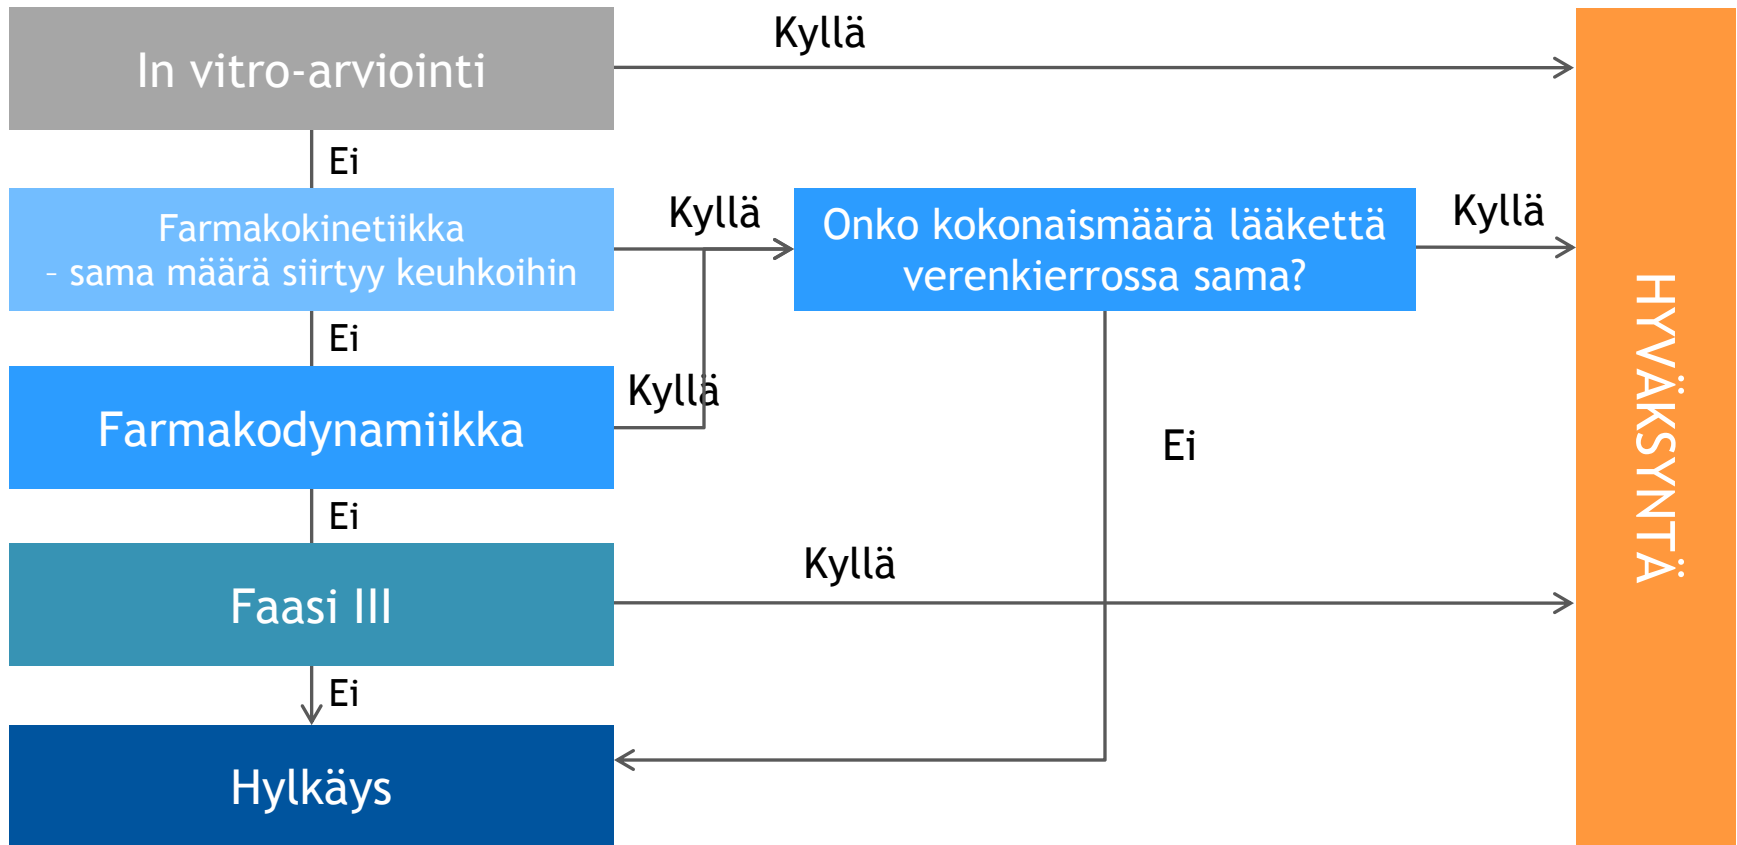 In vitro-arviointi
Kyllä
Ei
Farmakokinetiikka
– sama määrä siirtyy keuhkoihin
Kyllä
Onko kokonaismäärä lääkettä
verenkierrossa sama?
Kyllä
Ei
Farmakodynamiikka
Kyllä
Ei
Ei
Faasi III
Kyllä
Ei
Hylkäys
HYVÄKSYNTÄ